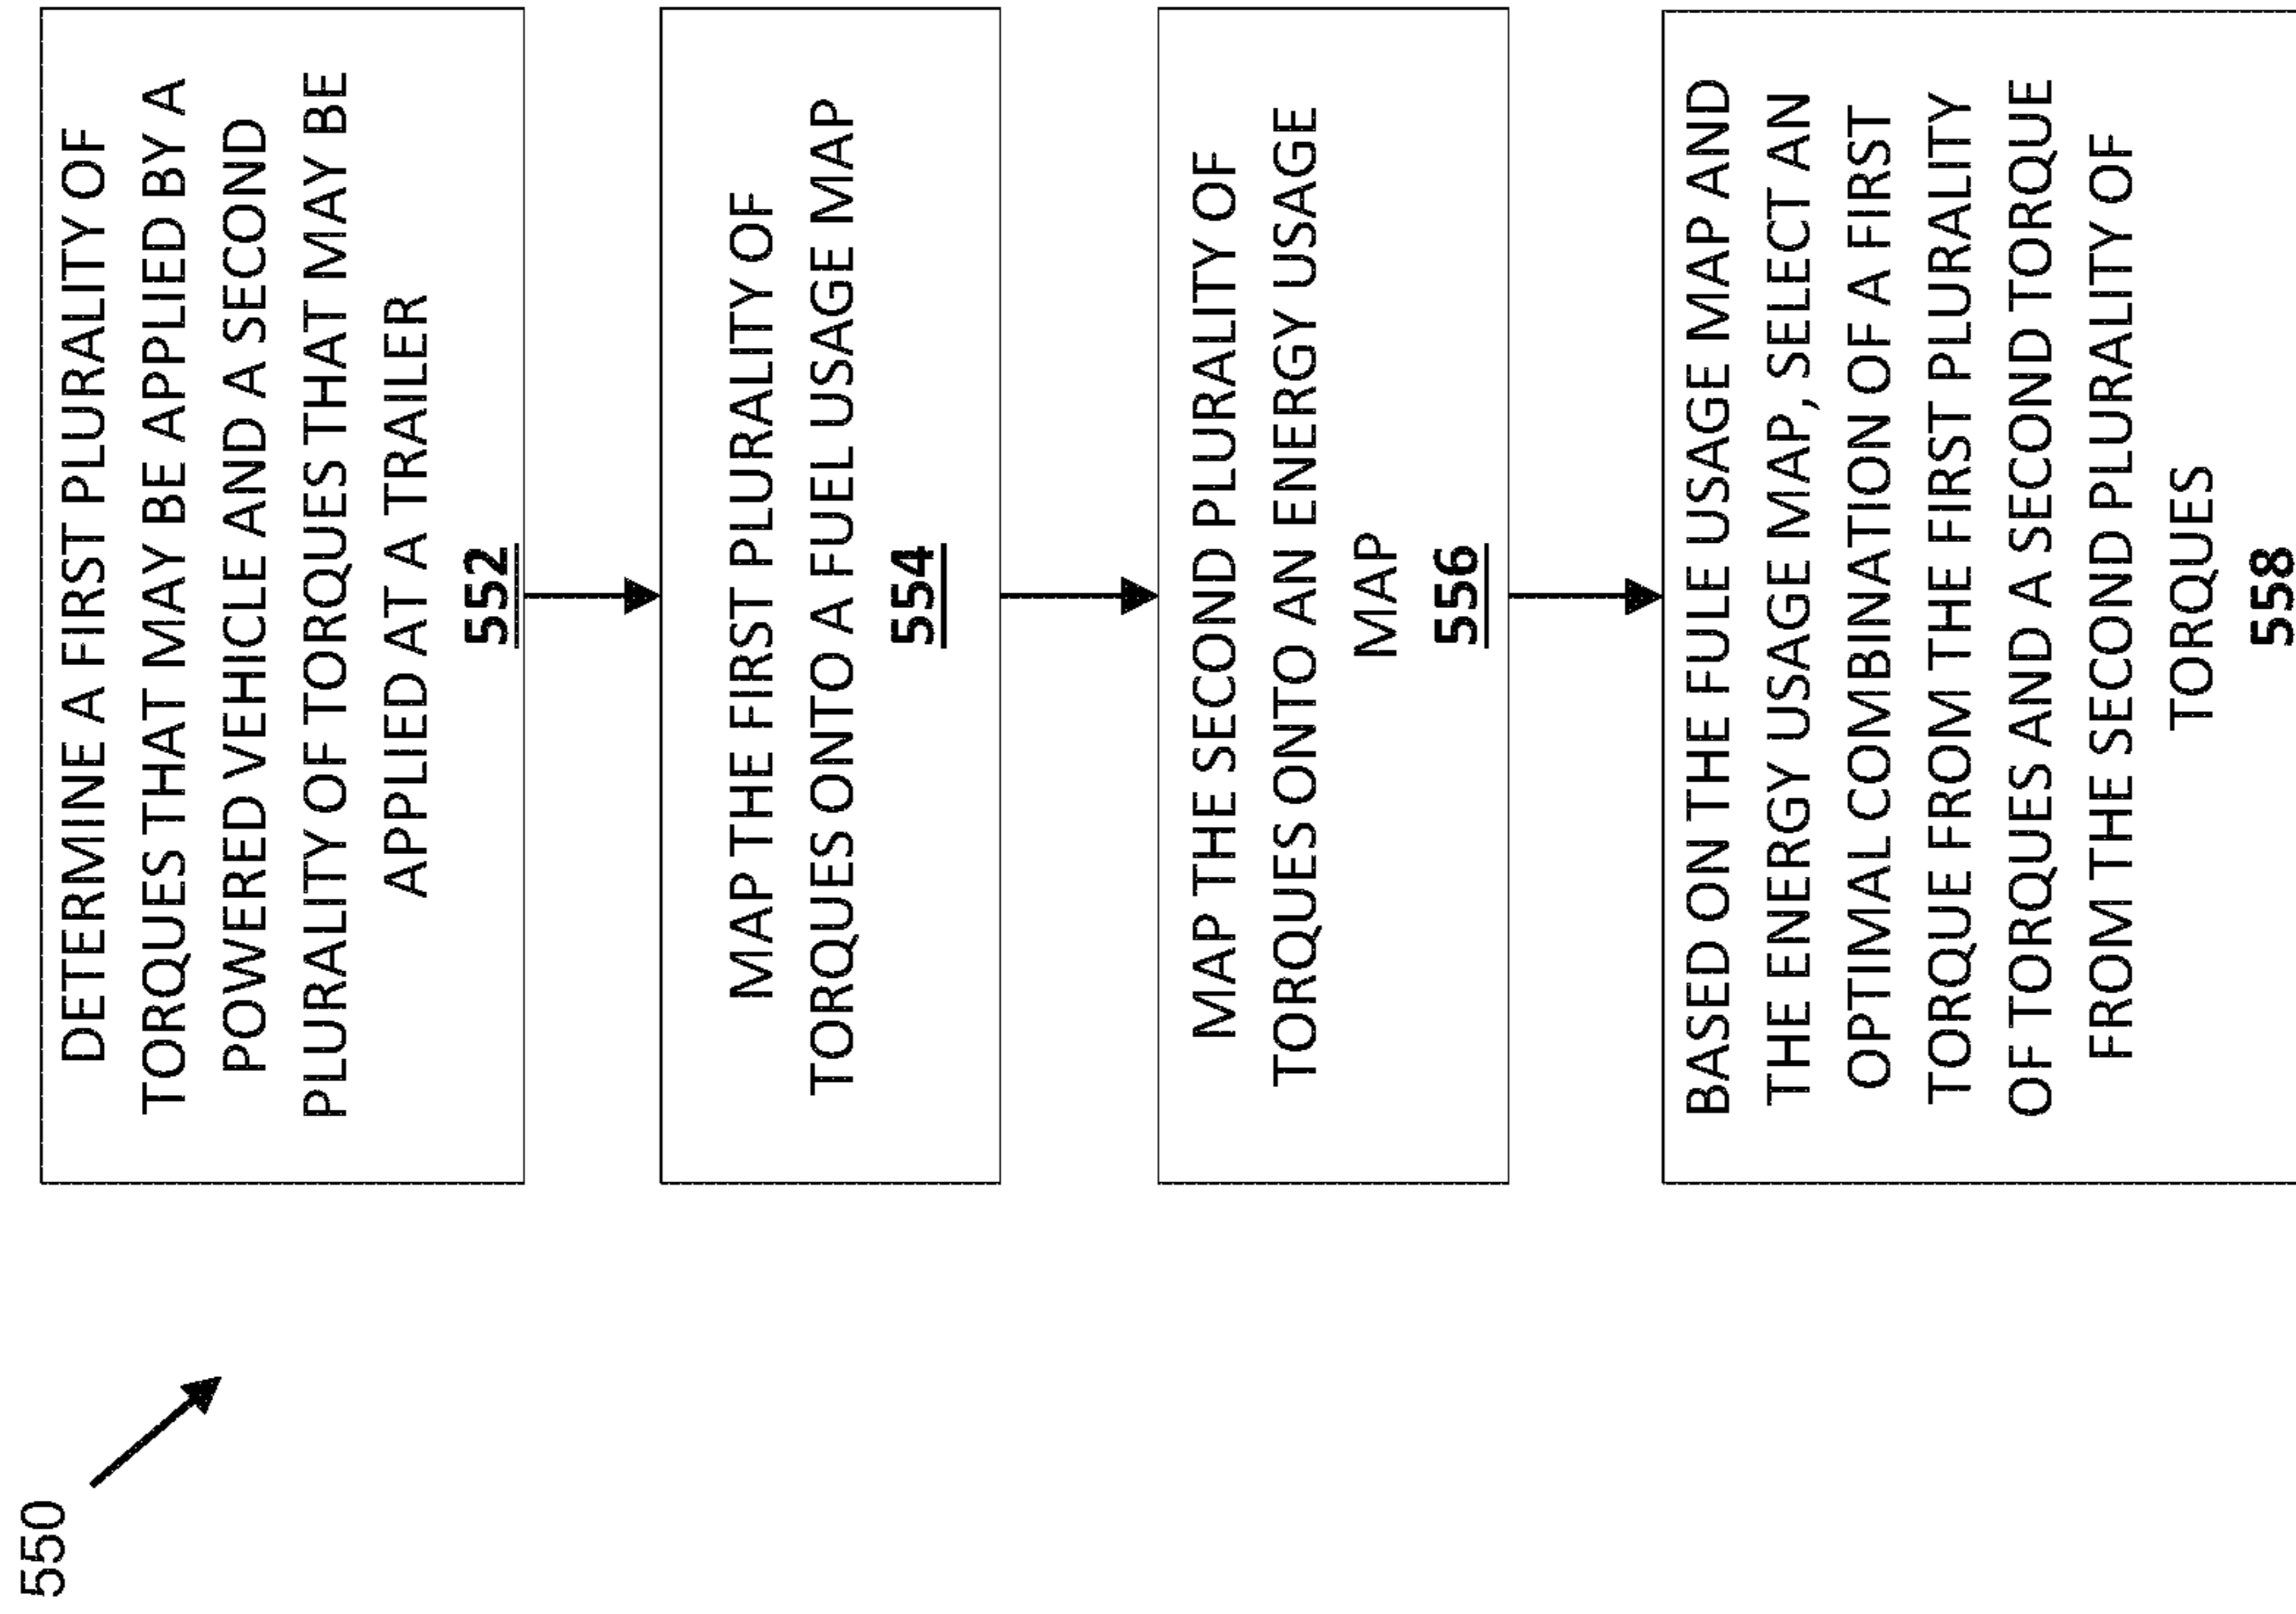 550
DETERMINE A FIRST PLURALITY OF
TORQUES THAT MAY BE APPLIED BY A
POWERED VEHICLE AND A SECOND
PLURALITY OF TORQUES THAT MAY BE
APPLIED AT A TRAILER
552
MAP THE FIRST PLURALITY OF
TORQUES ONTO A FUEL USAGE MAP
554
MAP THE SECOND PLURALITY OF
TORQUES ONTO AN ENERGY USAGE
MAP
556
BASED ON THE FULE USAGE MAP AND
THE ENERGY USAGE MAP, SELECT AN
OPTIMAL COMBINATION OF A FIRST
TORQUE FROM THE FIRST PLURALITY
OF TORQUES AND A SECOND TORQUE
FROM THE SECOND PLURALITY OF
TORQUES
558